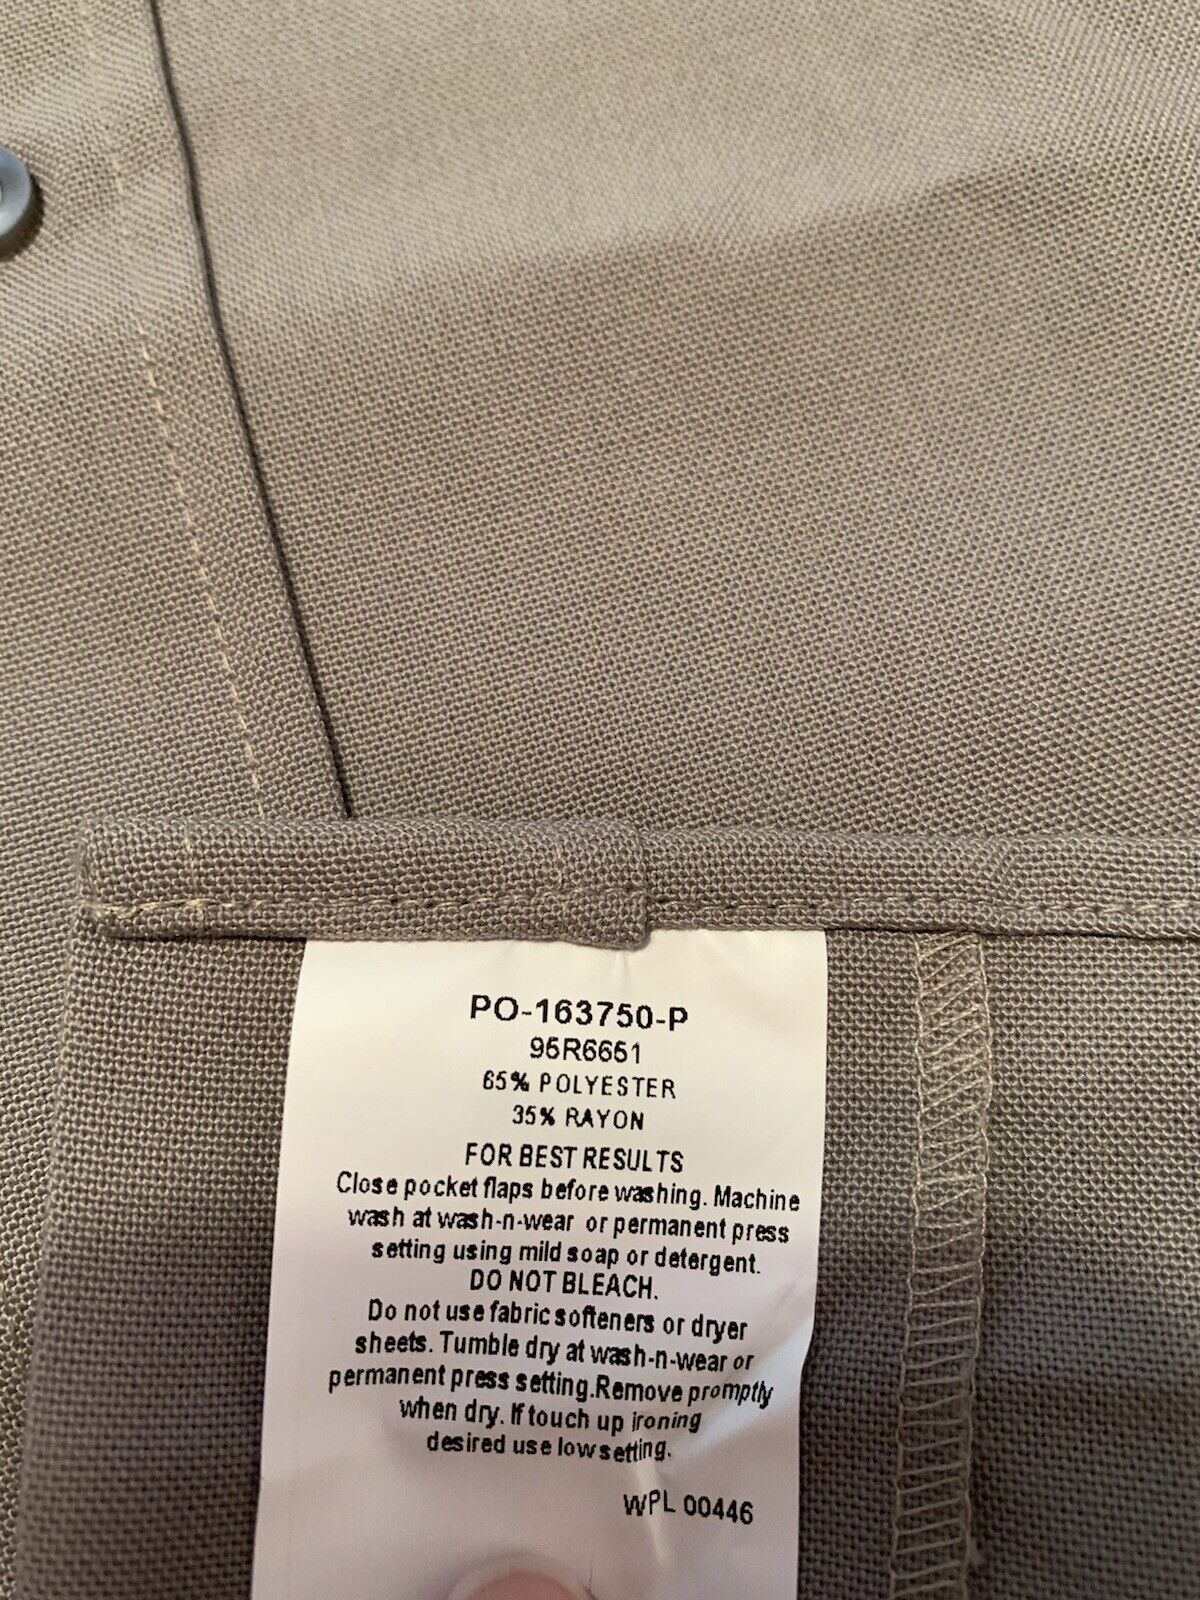 PO-163750-P
95R6651
65% POLYESTER
35% RAYON
FOR BEST RESULTS
Close pocket flaps before washing. Machine
wash at wash-n-wear or permanent press
setting using mild soap or detergent.
DO NOT BLEACH.
Do not use fabric softeners or dryer
sheets. Tumble dry at wash-n-wear or
permanent press setting.Remove promptly
when dry. If touch up ironing
desired use low setting.
WPL 00446